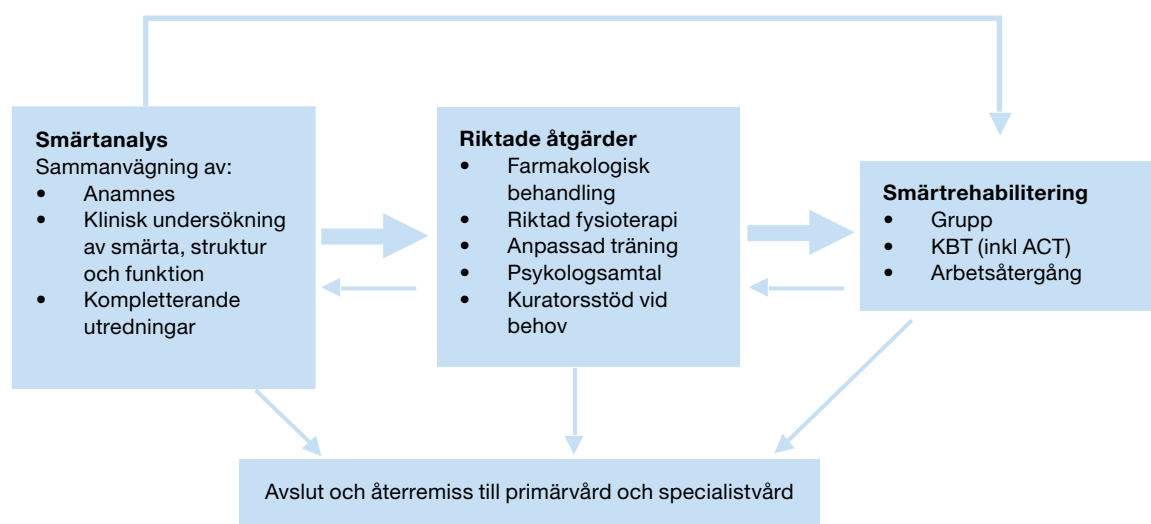 Smärtanalys
Sammanvägning av:
• Anamnes
• Klinisk undersökning
av smärta, struktur
och funktion
• Kompletterande
utredningar
Riktade åtgärder
• Farmakologisk
behandling
• Riktad fysioterapi
• Anpassad träning
• Psykologsamtal
• Kuratorsstöd vid
behov
Smärtrehabilitering
• Grupp
• KBT (inkl ACT)
• Arbetsåtergång
Avslut och återremiss till primärvård och specialistvård